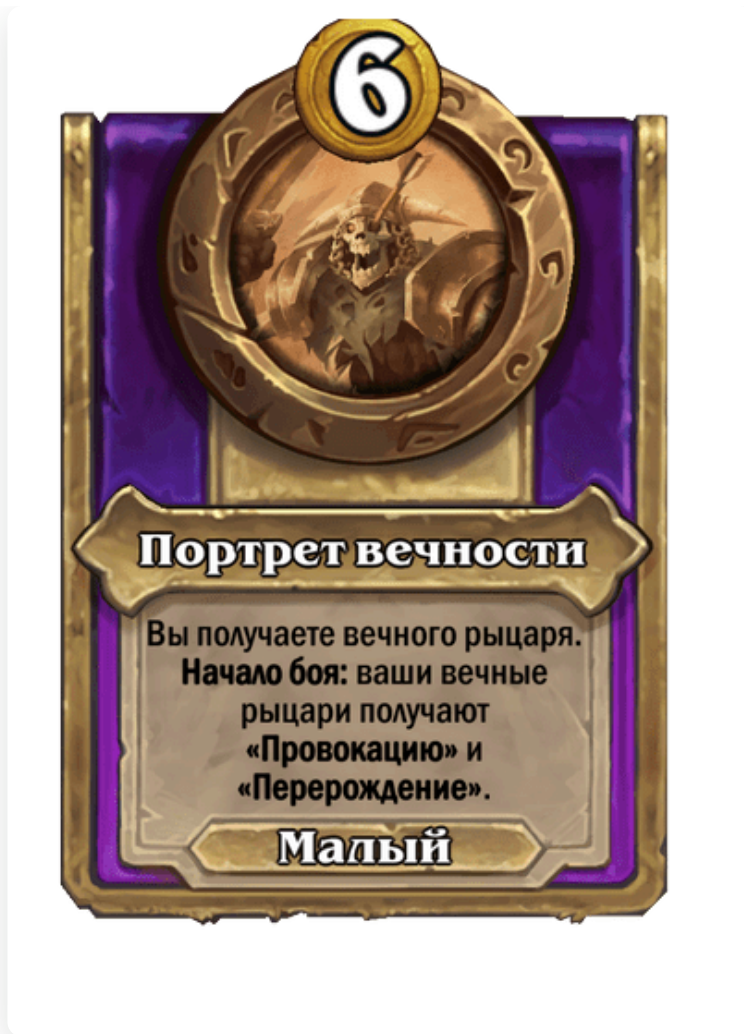 6
Портрет вечности
Вы получаете вечного рыцаря.
Начало боя: ваши вечные
рыцари получают
«Провокацию» и
«Перерождение».
Малый